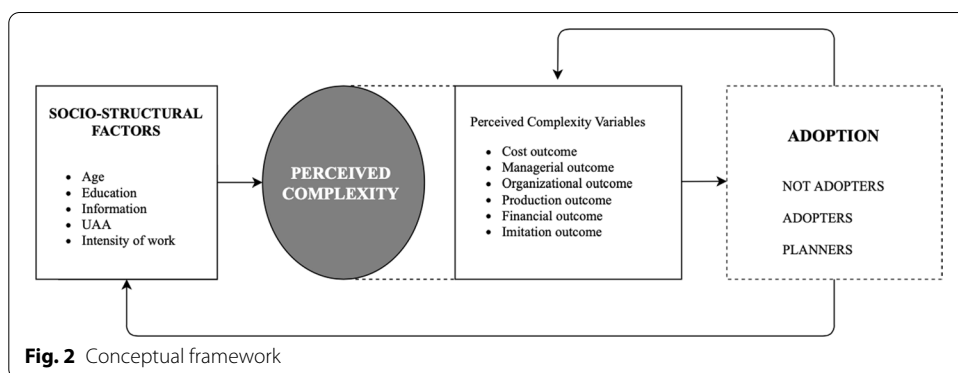 SOCIO-STRUCTURAL
FACTORS
• Age
• Education
• Information
• UAA
• Intensity of work
PERCEIVED
COMPLEXITY
Perceived Complexity Variables
• Cost outcome
• Managerial outcome
• Organizational outcome
• Production outcome
• Financial outcome
• Imitation outcome
ADOPTION
NOT ADOPTERS
ADOPTERS
PLANNERS
Fig. 2 Conceptual framework